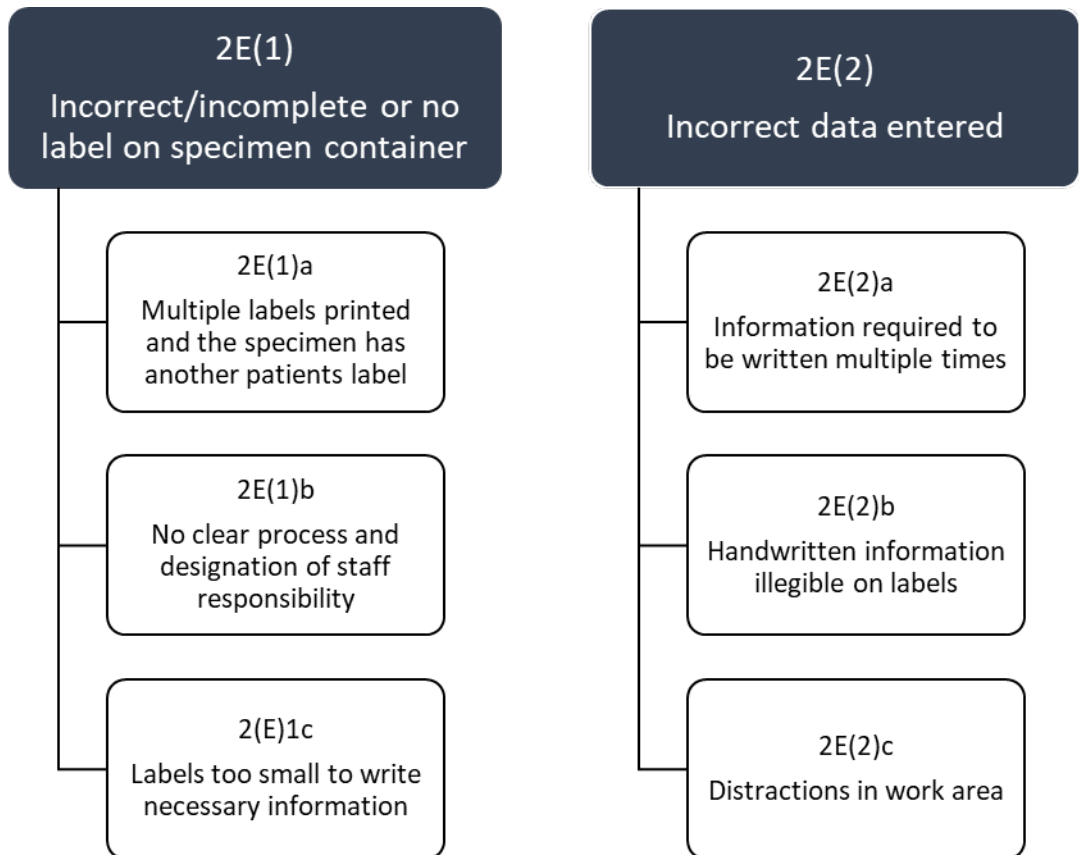 2E(1)
Incorrect/incomplete or no
label on specimen container
2E(1)a
Multiple labels printed
and the specimen has
another patients label
2E(1)b
No clear process and
designation of staff
responsibility
2(E)1c
Labels too small to write
necessary information
2E(2)
Incorrect data entered
2E(2)a
Information required to
be written multiple times
2E(2)b
Handwritten information
illegible on labels
2E(2)c
Distractions in work area